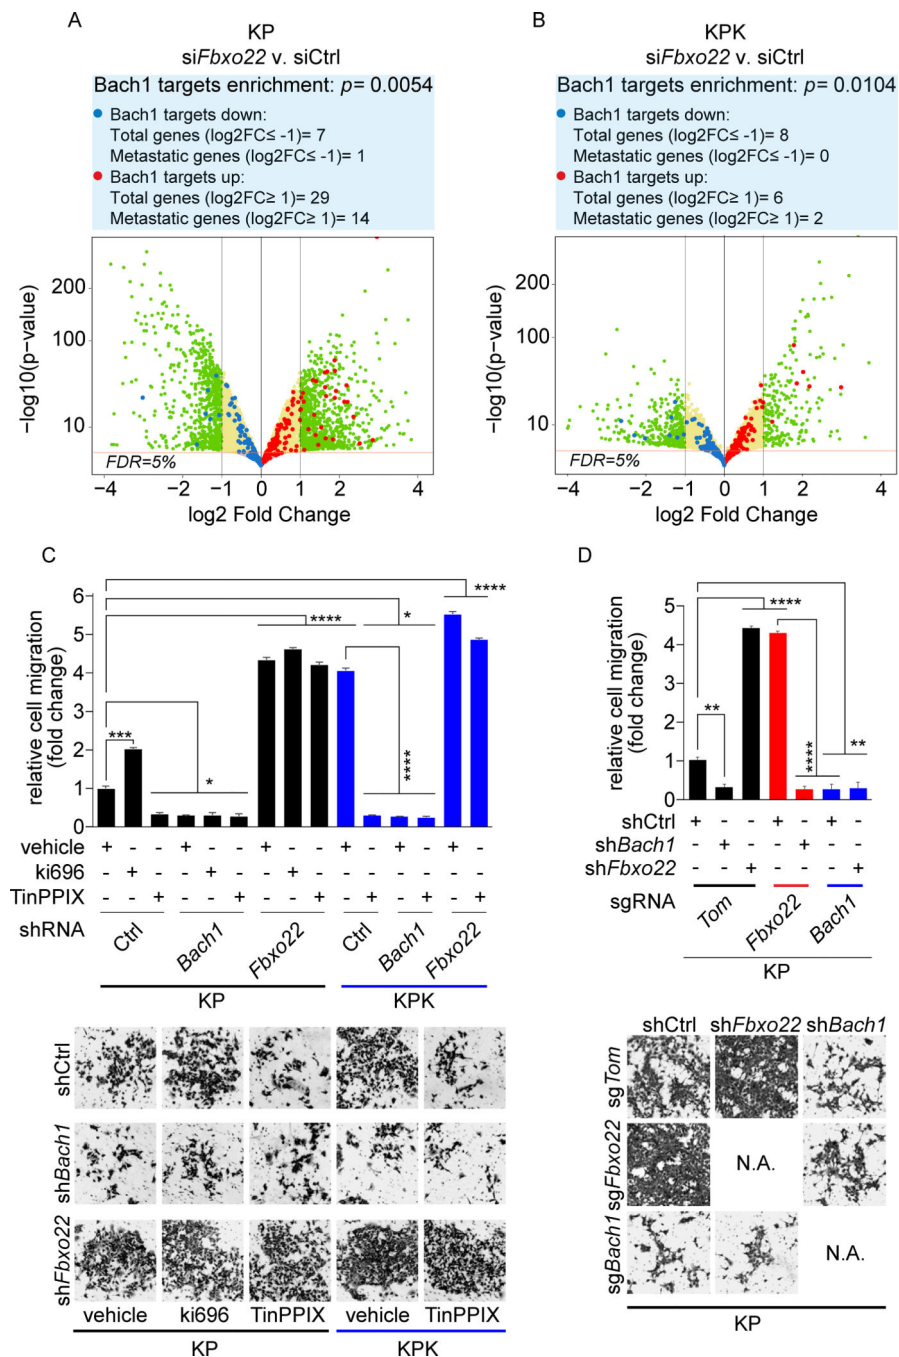 A
KP
siFbxo22 v. siCtrl
Bach1 targets enrichment: p= 0.0054
Bach1 targets down:
Total genes (log2FC≤ -1)= 7
Metastatic genes (log2FC≤ -1)= 1
Bach1 targets up:
Total genes (log2FC≥ 1)= 29
Metastatic genes (log2FC≥ 1)= 14
−log10(p−value)
200
100
10
FDR=5%
−4 −2 −1 0 1 2 4
log2 Fold Change
B
KPK
siFbxo22 v. siCtrl
Bach1 targets enrichment: p= 0.0104
Bach1 targets down:
Total genes (log2FC≤ -1)= 8
Metastatic genes (log2FC≤ -1)= 0
Bach1 targets up:
Total genes (log2FC≥ 1)= 6
Metastatic genes (log2FC≥ 1)= 2
−log10(p−value)
200
100
10
FDR=5%
−4 −2 −1 0 1 2 4
log2 Fold Change
C
relative cell migration
(fold change)
6
5
4
3
2
1
0
*** * **** * **** ****
vehicle + - - + - - + - - + - + - + -
ki696 - + - - + - - + - - - - - - -
TinPPIX - - + - - + - - + - + - + - +
shRNA
Ctrl Bach1 Fbxo22 Ctrl Bach1 Fbxo22
KP KPK
shCtrl
shBach1
shFbxo22
vehicle ki696 TinPPIX vehicle TinPPIX
KP KPK
D
relative cell migration
(fold change)
5
4
3
2
1
0
** **** **** **
shCtrl + - - + - + -
shBach1 - + - - + - -
shFbxo22 - - + - - - +
sgRNA
Tom Fbxo22 Bach1
KP
shCtrl shFbxo22 shBach1
sgTom
sgFbxo22
N.A.
sgBach1
N.A.
KP